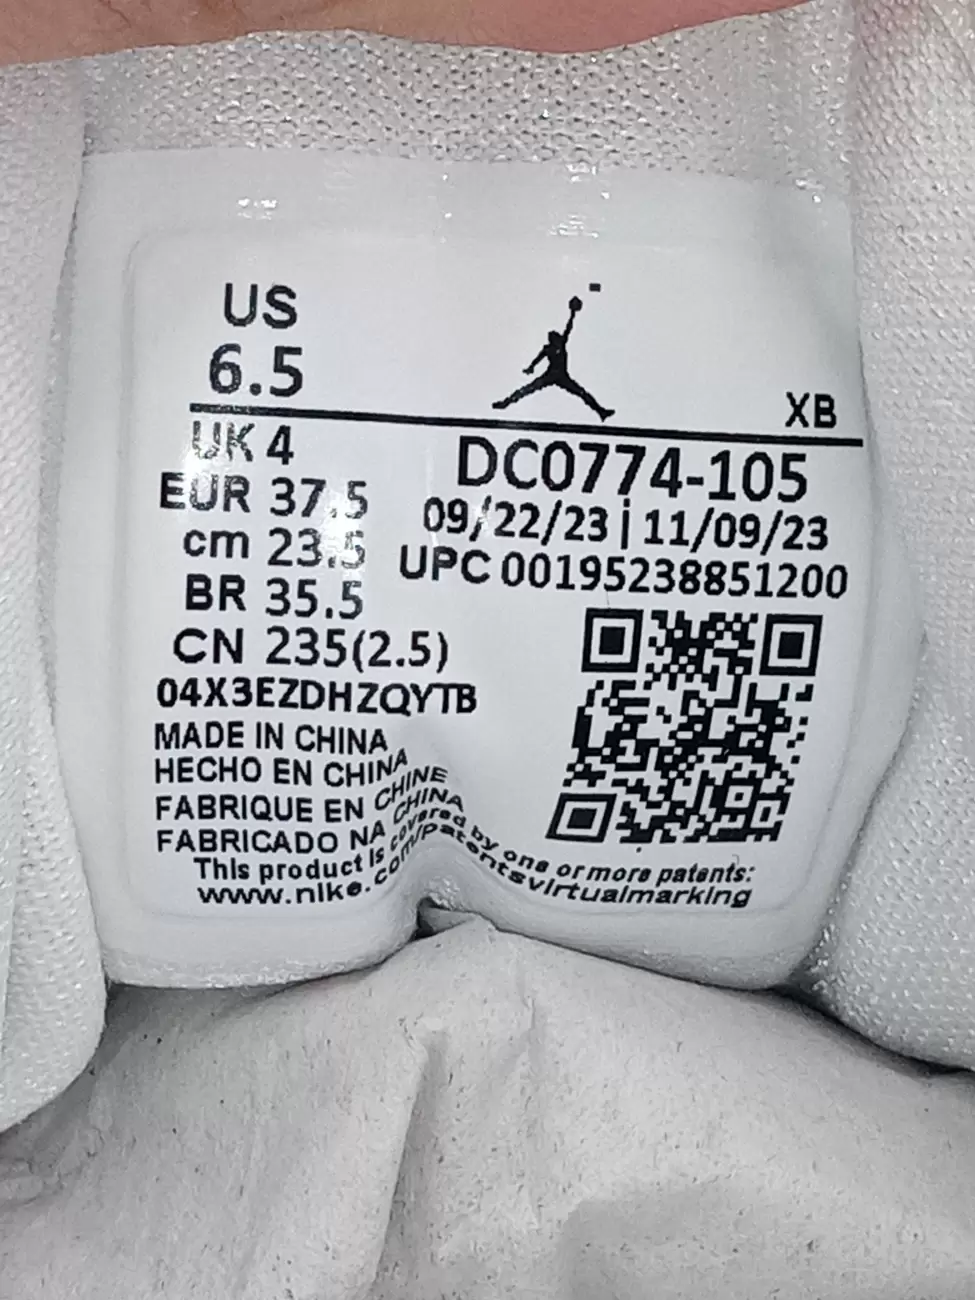 US
6.5
XB
UK 4
EUR 37.5
cm 23.5
BR 35.5
CN 235(2.5)
DC0774-105
09/22/23 | 11/09/23
UPC 00195238851200
04X3EZDHZQYTB
MADE IN CHINA
HECHO EN CHINA
FABRIQUE EN CHINE
FABRICADO NA CHINA
This product is covered by one or more patents:
www.nike.com/patentsvirtualmarking